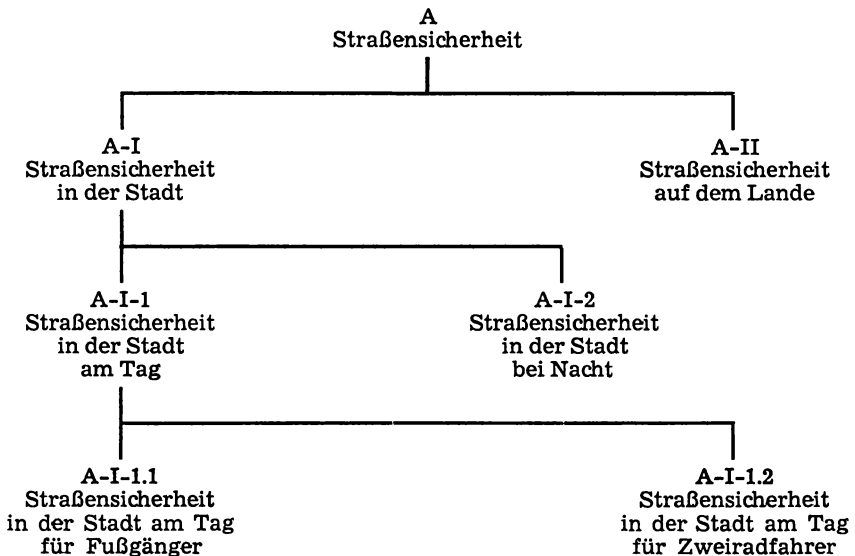 A
Straßensicherheit
A-I
Straßensicherheit
in der Stadt
A-II
Straßensicherheit
auf dem Lande
A-I-1
Straßensicherheit
in der Stadt
am Tag
A-I-2
Straßensicherheit
in der Stadt
bei Nacht
A-I-1.1
Straßensicherheit
in der Stadt am Tag
für Fußgänger
A-I-1.2
Straßensicherheit
in der Stadt am Tag
für Zweiradfahrer